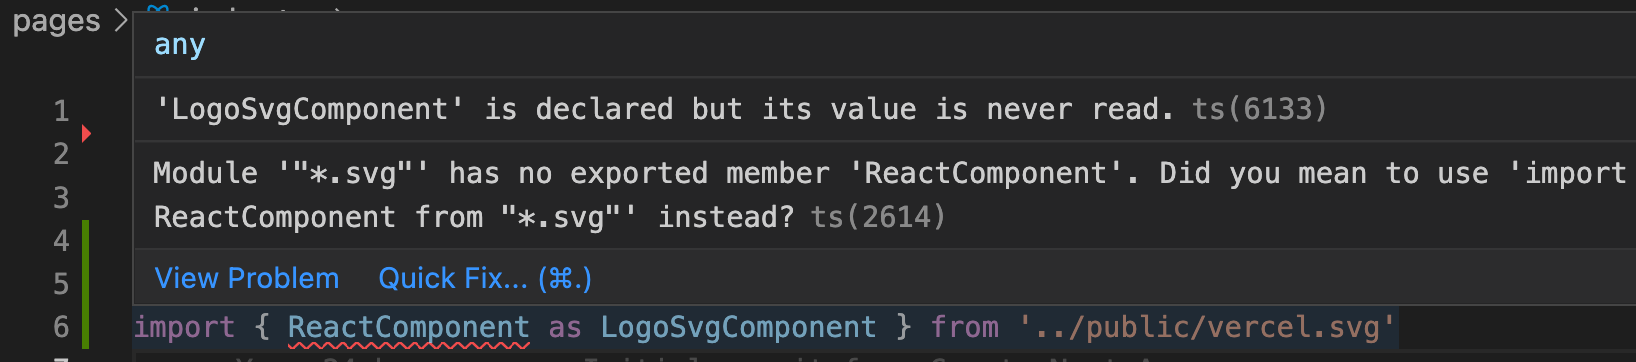 pages >
any
1
'LogoSvgComponent' is declared but its value is never read. ts(6133)
2
Module '"*.svg"' has no exported member 'ReactComponent'. Did you mean to use 'import
3
ReactComponent from "*.svg"' instead? ts(2614)
4
5
View Problem Quick Fix... (⌘.)
6 import { ReactComponent as LogoSvgComponent } from '../public/vercel.svg'